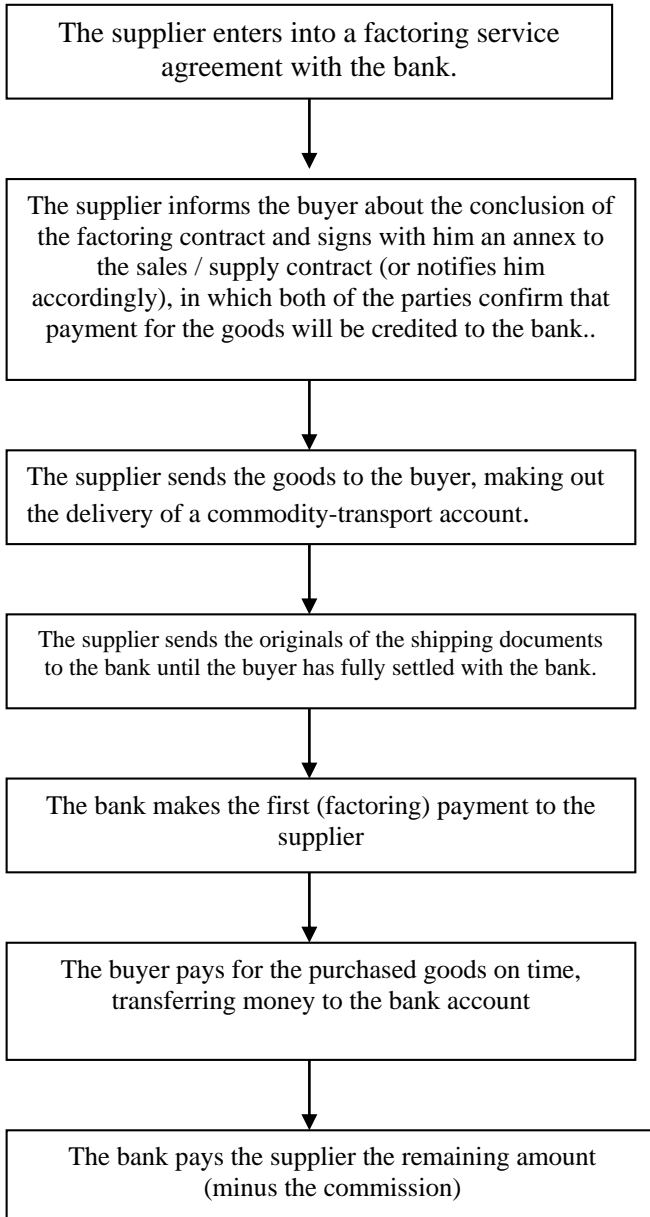 The supplier enters into a factoring service
agreement with the bank.
The supplier informs the buyer about the conclusion of
the factoring contract and signs with him an annex to
the sales / supply contract (or notifies him
accordingly), in which both of the parties confirm that
payment for the goods will be credited to the bank..
The supplier sends the goods to the buyer, making out
the delivery of a commodity-transport account.
The supplier sends the originals of the shipping documents
to the bank until the buyer has fully settled with the bank.
The bank makes the first (factoring) payment to the
supplier
The buyer pays for the purchased goods on time,
transferring money to the bank account
The bank pays the supplier the remaining amount
(minus the commission)